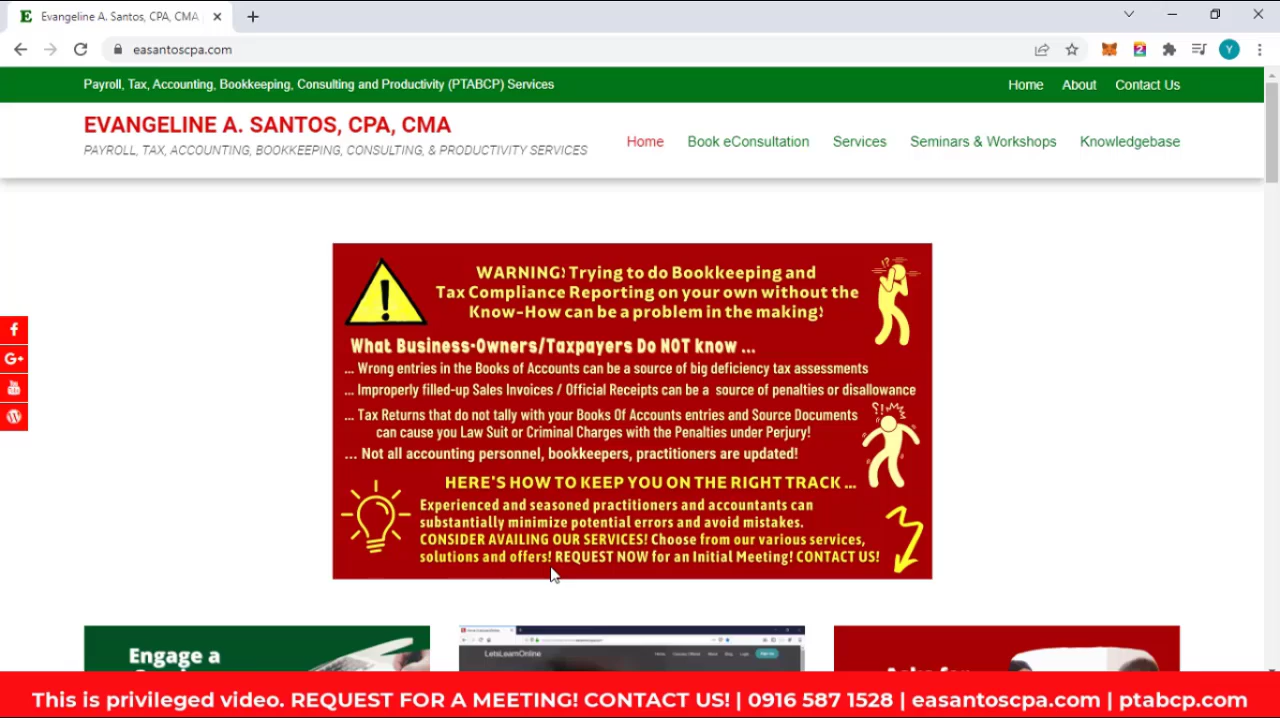 Evangeline A. Santos, CPA, CMA
easantoscpa.com
Payroll, Tax, Accounting, Bookkeeping, Consulting and Productivity (PTABCP) Services
Home About Contact Us
EVANGELINE A. SANTOS, CPA, CMA
PAYROLL, TAX, ACCOUNTING, BOOKKEEPING, CONSULTING, & PRODUCTIVITY SERVICES
Home Book eConsultation Services Seminars & Workshops Knowledgebase
WARNING! Trying to do Bookkeeping and
Tax Compliance Reporting on your own without the
Know-How can be a problem in the making!
What Business-Owners/Taxpayers Do NOT know ...
... Wrong entries in the Books of Accounts can be a source of big deficiency tax assessments
... Improperly filled-up Sales Invoices / Official Receipts can be a source of penalties or disallowance
... Tax Returns that do not tally with your Books Of Accounts entries and Source Documents
can cause you Law Suit or Criminal Charges with the Penalties under Perjury!
... Not all accounting personnel, bookkeepers, practitioners are updated!
HERE'S HOW TO KEEP YOU ON THE RIGHT TRACK ...
Experienced and seasoned practitioners and accountants can
substantially minimize potential errors and avoid mistakes.
CONSIDER AVAILING OUR SERVICES! Choose from our various services,
solutions and offers! REQUEST NOW for an Initial Meeting! CONTACT US!
Engage a
LetsLearnOnline
Asks for
This is privileged video. REQUEST FOR A MEETING! CONTACT US! | 0916 587 1528 | easantoscpa.com | ptabcp.com